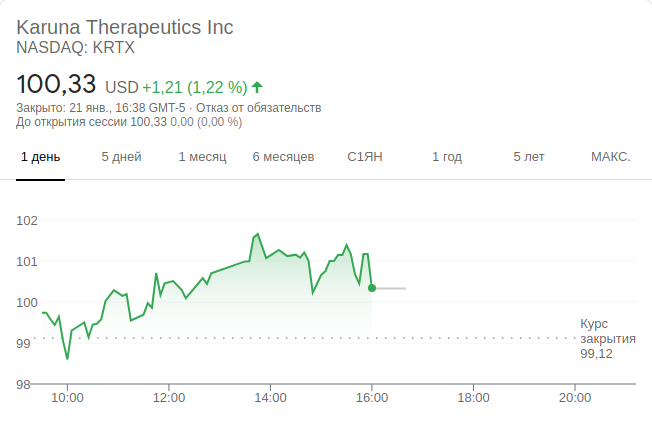 Karuna Therapeutics Inc
NASDAQ: KRTX
100,33 USD +1,21 (1,22 %)
Закрыто: 21 янв., 16:38 GMT-5 · Отказ от обязательств
До открытия сессии 100,33 0,00 (0,00 %)
1 день 5 дней 1 месяц 6 месяцев С1ЯН 1 год 5 лет МАКС.
102
101
100
99
98
Курс
закрытия
99,12
10:00 12:00 14:00 16:00 18:00 20:00